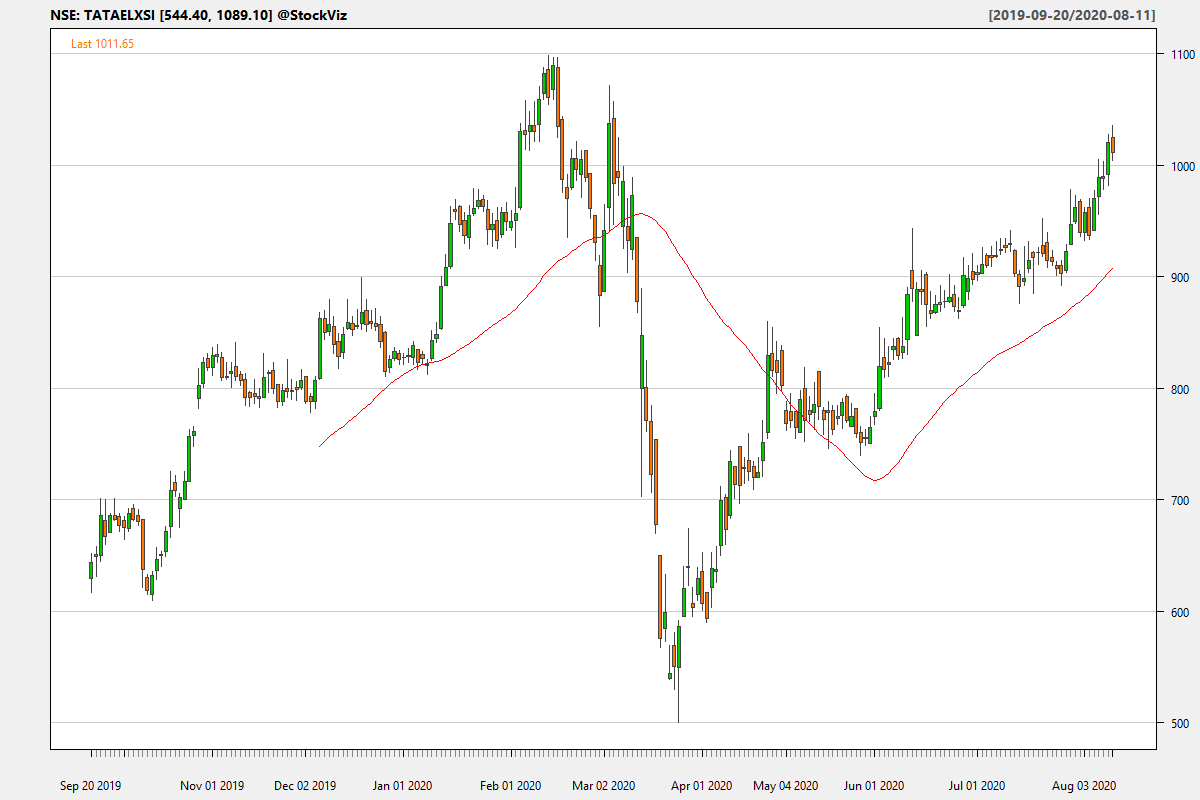 NSE: TATAELXSI [544.40, 1089.10] @StockViz
[2019-09-20/2020-08-11]
Last 1011.65
1100
1000
900
800
700
600
500
Sep 20 2019 Nov 01 2019 Dec 02 2019 Jan 01 2020 Feb 01 2020 Mar 02 2020 Apr 01 2020 May 04 2020 Jun 01 2020 Jul 01 2020 Aug 03 2020